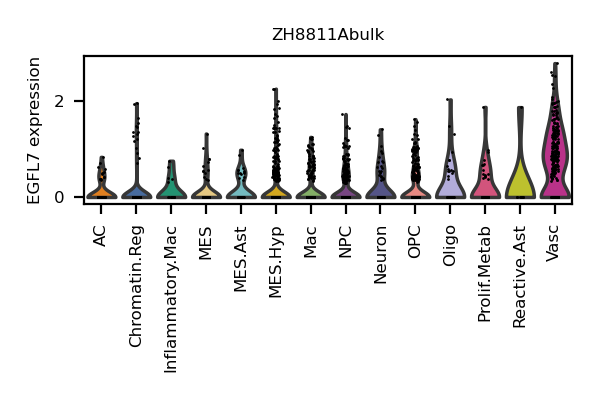 ZH8811Abulk
EGFL7 expression
2
0
AC
Chromatin.Reg
Inflammatory.Mac
MES
MES.Ast
MES.Hyp
Mac
NPC
Neuron
OPC
Oligo
Prolif.Metab
Reactive.Ast
Vasc